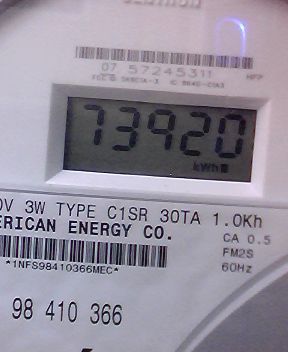 07 57245311
73920
kWh
0V 3W TYPE C1SR 30TA 1.0Kh
ERICAN ENERGY CO.
CA 0.5
FM2S
*1NFS98410366MEC*
60Hz
98 410 366